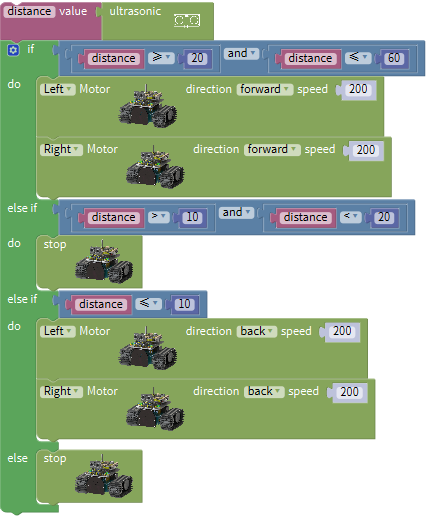 distance value ultrasonic
if distance ≥ 20 and distance ≤ 60
do Left Motor direction forward speed 200
Right Motor direction forward speed 200
else if distance > 10 and distance < 20
do stop
else if distance ≤ 10
do Left Motor direction back speed 200
Right Motor direction back speed 200
else stop